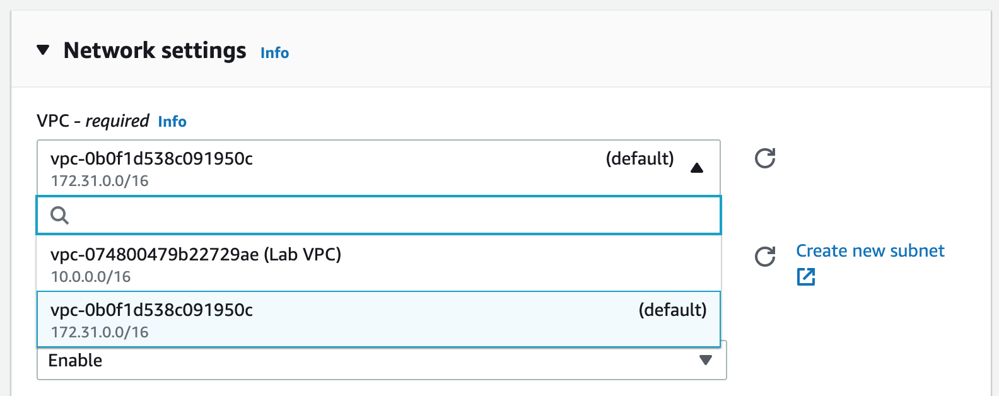 Network settings Info
VPC - required Info
vpc-0b0f1d538c091950c (default)
172.31.0.0/16
vpc-074800479b22729ae (Lab VPC)
10.0.0.0/16
Create new subnet
vpc-0b0f1d538c091950c (default)
172.31.0.0/16
Enable